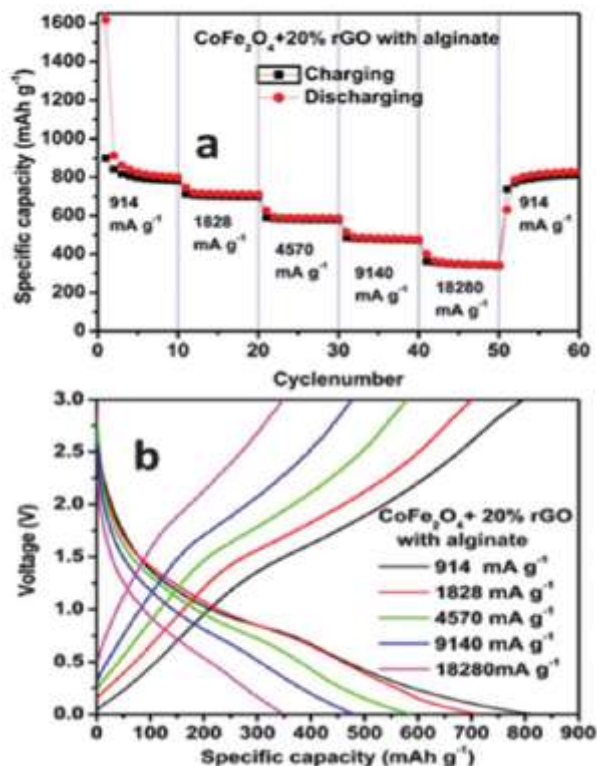 CoFe₂O₄+20% rGO with alginate
Charging
Discharging
a
914
mA g⁻¹
1828
mA g⁻¹
4570
mA g⁻¹
9140
mA g⁻¹
18280
mA g⁻¹
914
mA g⁻¹
Specific capacity (mAh g⁻¹)
1600
1400
1200
1000
800
600
400
200
0
0 10 20 30 40 50 60
Cyclenumber
b
CoFe₂O₄+ 20% rGO
with alginate
914 mA g⁻¹
1828 mA g⁻¹
4570 mA g⁻¹
9140 mA g⁻¹
18280mA g⁻¹
Voltage (V)
3.0
2.5
2.0
1.5
1.0
0.5
0.0
0 100 200 300 400 500 600 700 800 900
Specific capacity (mAh g⁻¹)